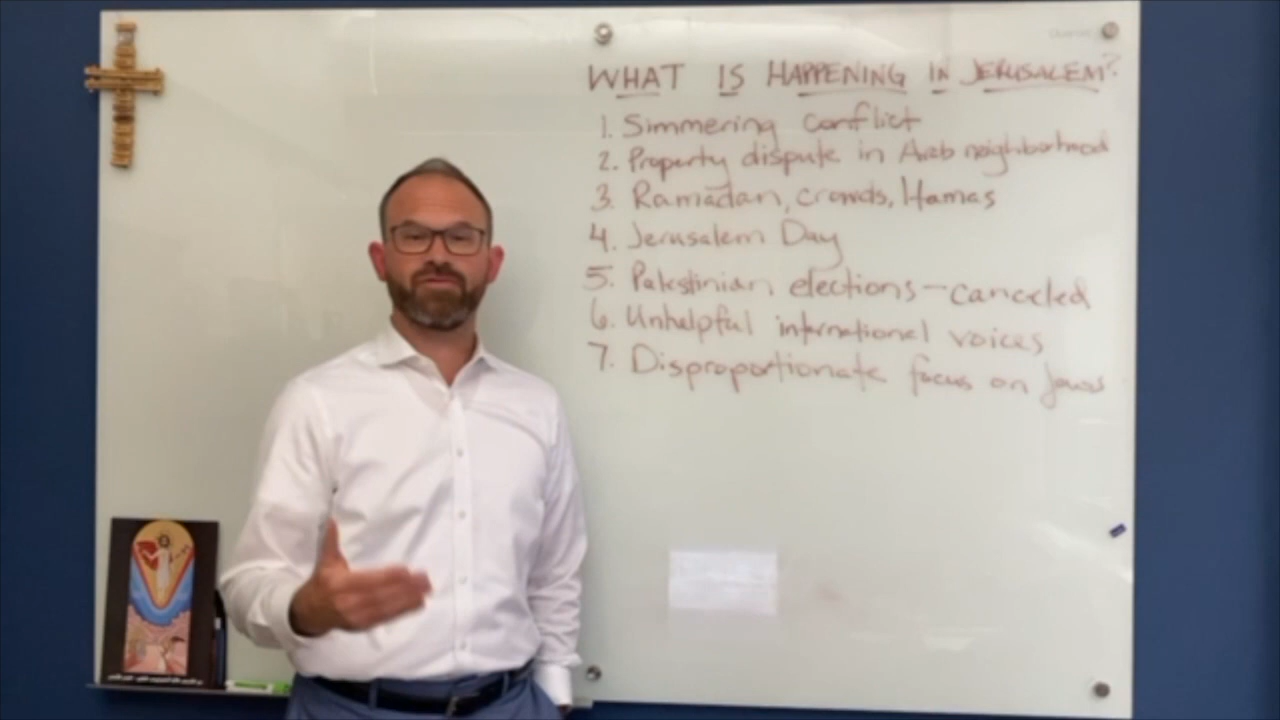 WHAT IS HAPPENING IN JERUSALEM?
1. Simmering conflict
2. Property dispute in Arab neighborhood
3. Ramadan, crowds, Hamas
4. Jerusalem Day
5. Palestinian elections - canceled
6. Unhelpful international voices
7. Disproportionate focus on Jews